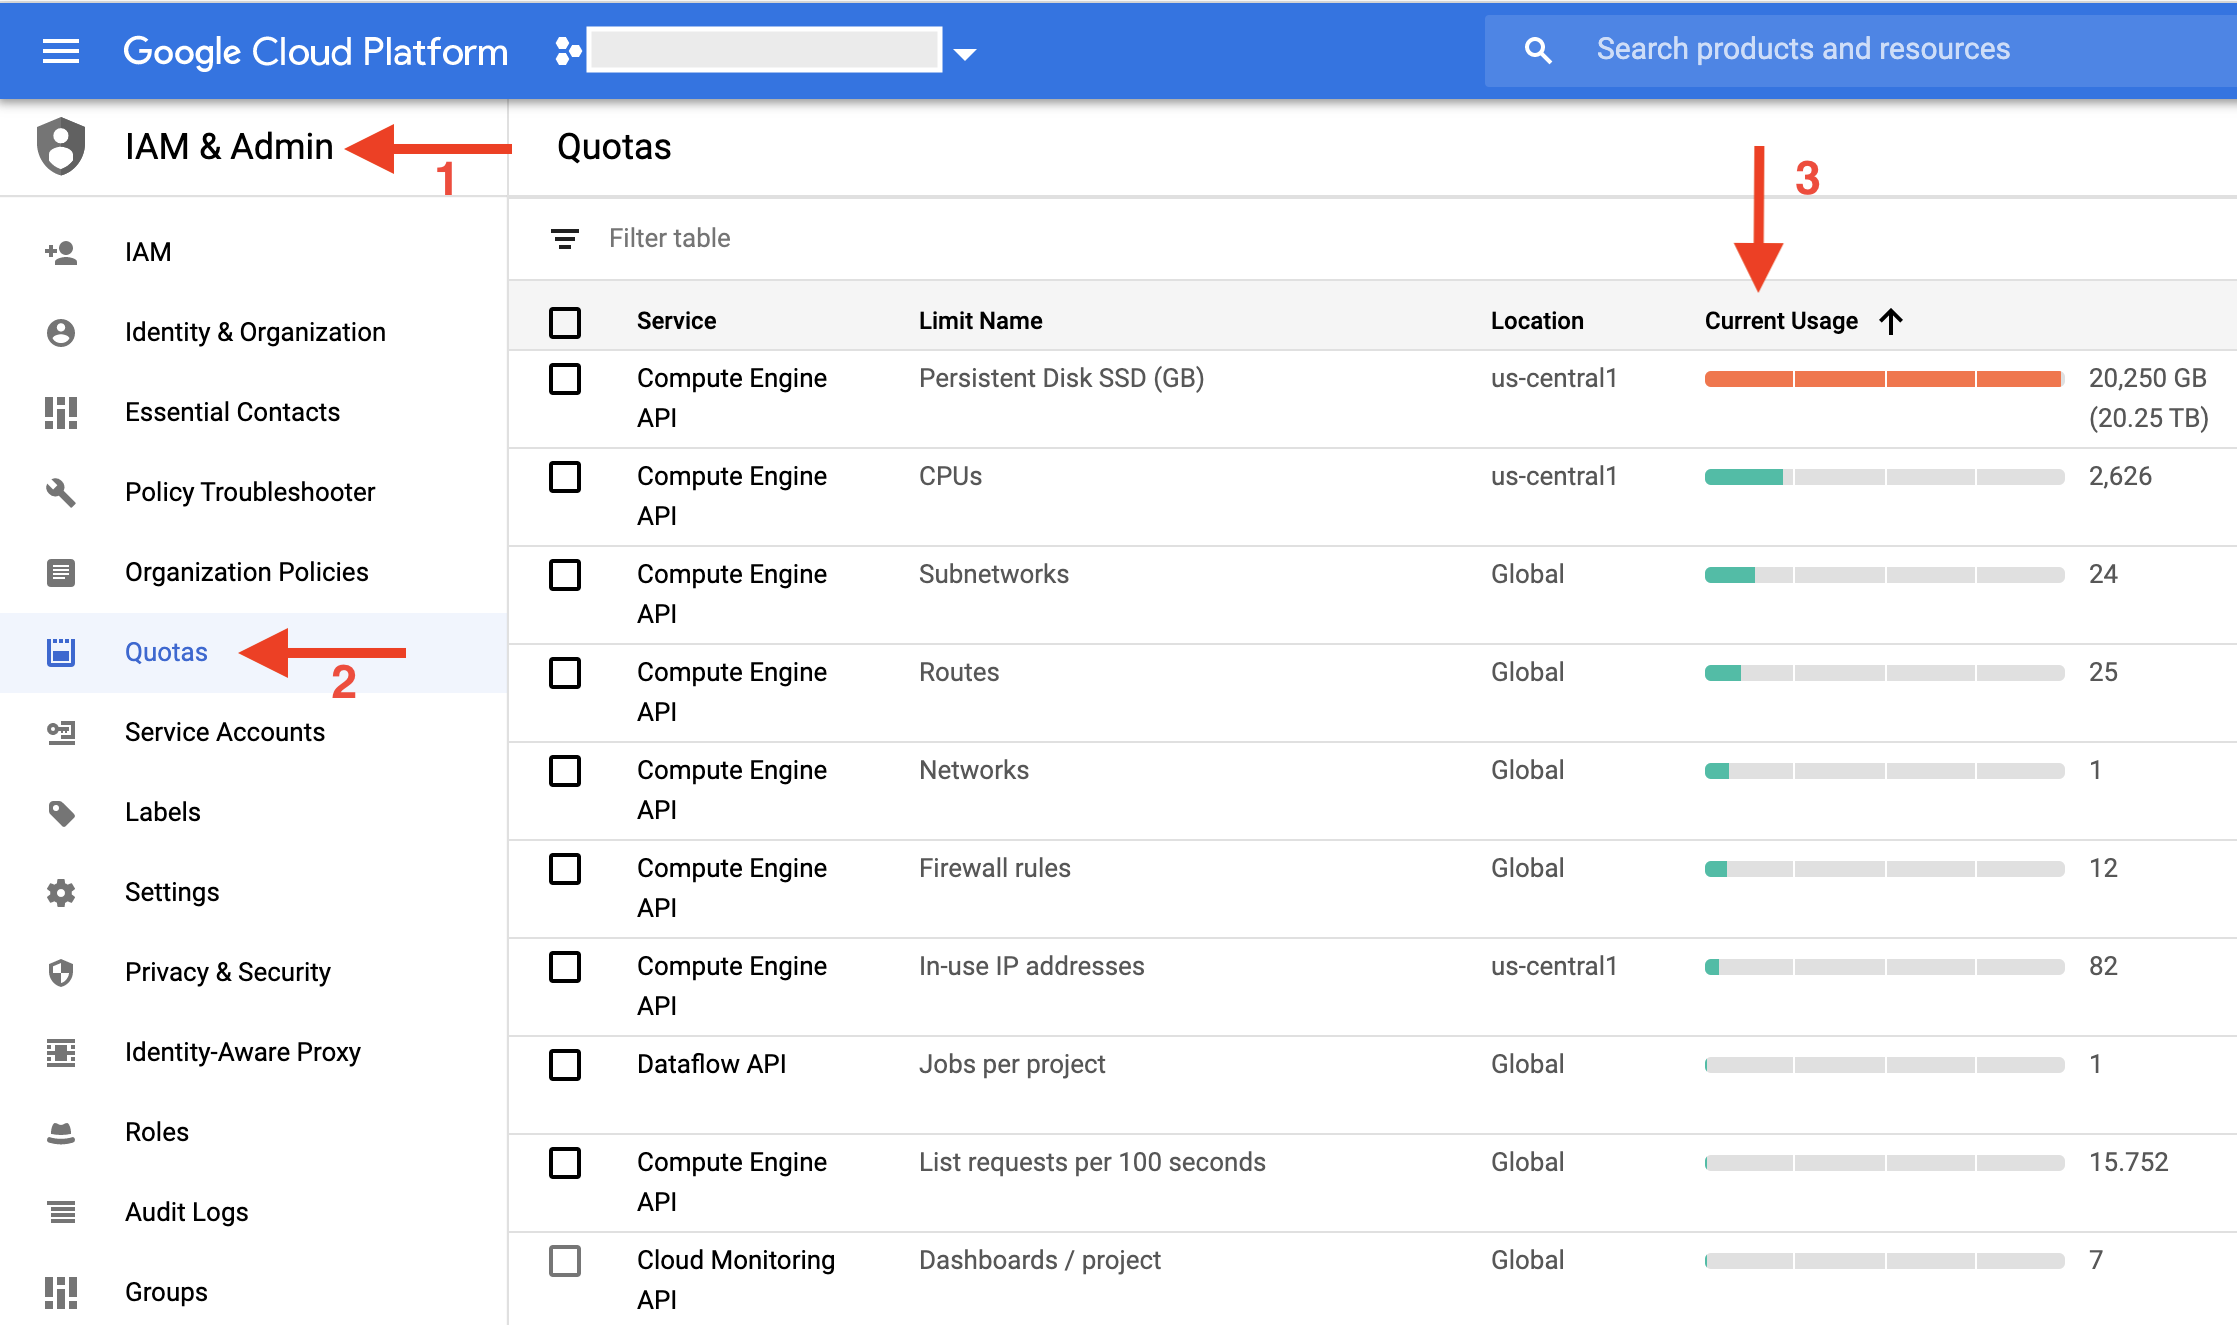 Google Cloud Platform
Search products and resources
IAM & Admin
1
Quotas
3
IAM
Identity & Organization
Essential Contacts
Policy Troubleshooter
Organization Policies
Quotas
2
Service Accounts
Labels
Settings
Privacy & Security
Identity-Aware Proxy
Roles
Audit Logs
Groups
Filter table
Service Limit Name Location Current Usage
Compute Engine Persistent Disk SSD (GB) us-central1 20,250 GB
API (20.25 TB)
Compute Engine CPUs us-central1 2,626
API
Compute Engine Subnetworks Global 24
API
Compute Engine Routes Global 25
API
Compute Engine Networks Global 1
API
Compute Engine Firewall rules Global 12
API
Compute Engine In-use IP addresses us-central1 82
API
Dataflow API Jobs per project Global 1
Compute Engine List requests per 100 seconds Global 15.752
API
Cloud Monitoring Dashboards / project Global 7
API